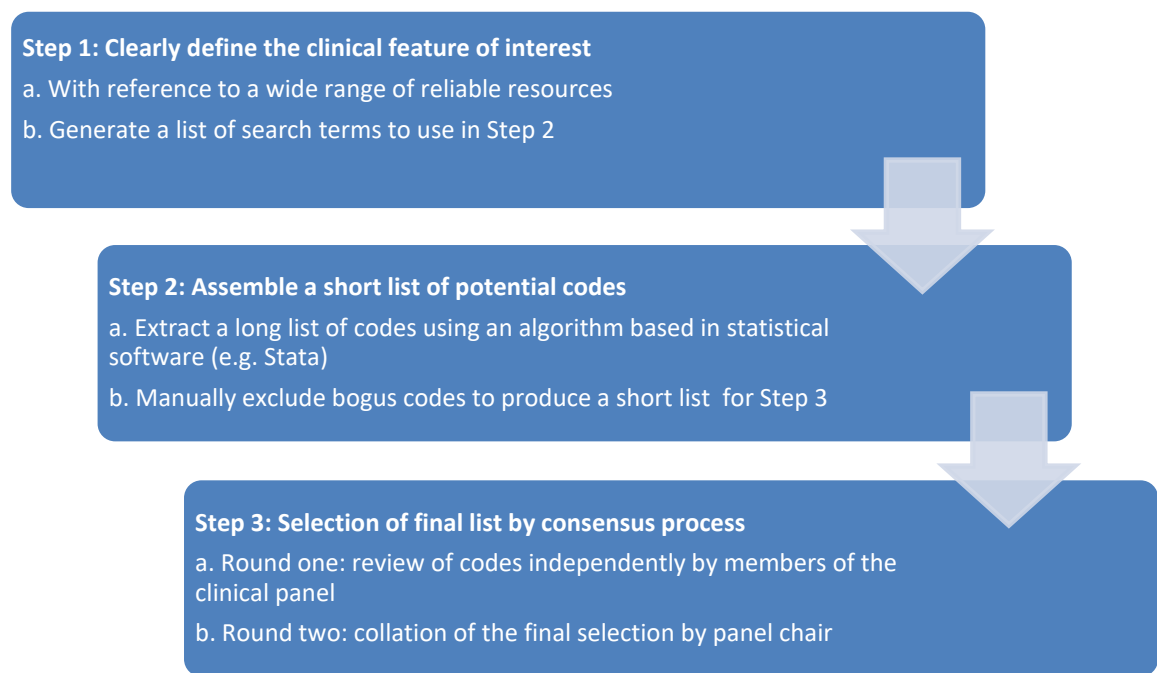 Step 1: Clearly define the clinical feature of interest
a. With reference to a wide range of reliable resources
b. Generate a list of search terms to use in Step 2
Step 2: Assemble a short list of potential codes
a. Extract a long list of codes using an algorithm based in statistical
software (e.g. Stata)
b. Manually exclude bogus codes to produce a short list for Step 3
Step 3: Selection of final list by consensus process
a. Round one: review of codes independently by members of the
clinical panel
b. Round two: collation of the final selection by panel chair